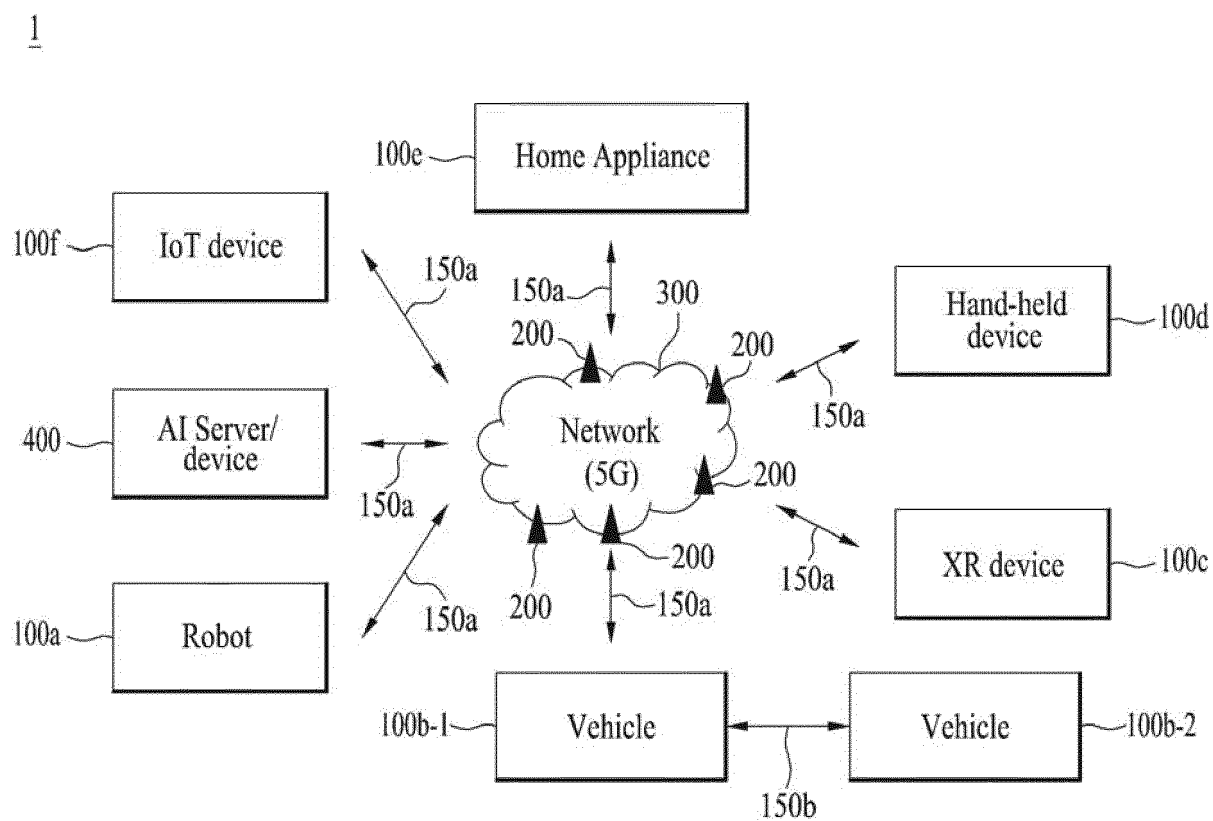 1
100e
Home Appliance
100f
IoT device
150a
150a
300
Hand-held
device
100d
200
200
150a
400
AI Server/
device
150a
Network
(5G)
200
100a
Robot
150a
200
200
150a
150a
XR device
100c
100b-1
Vehicle
Vehicle
100b-2
150b